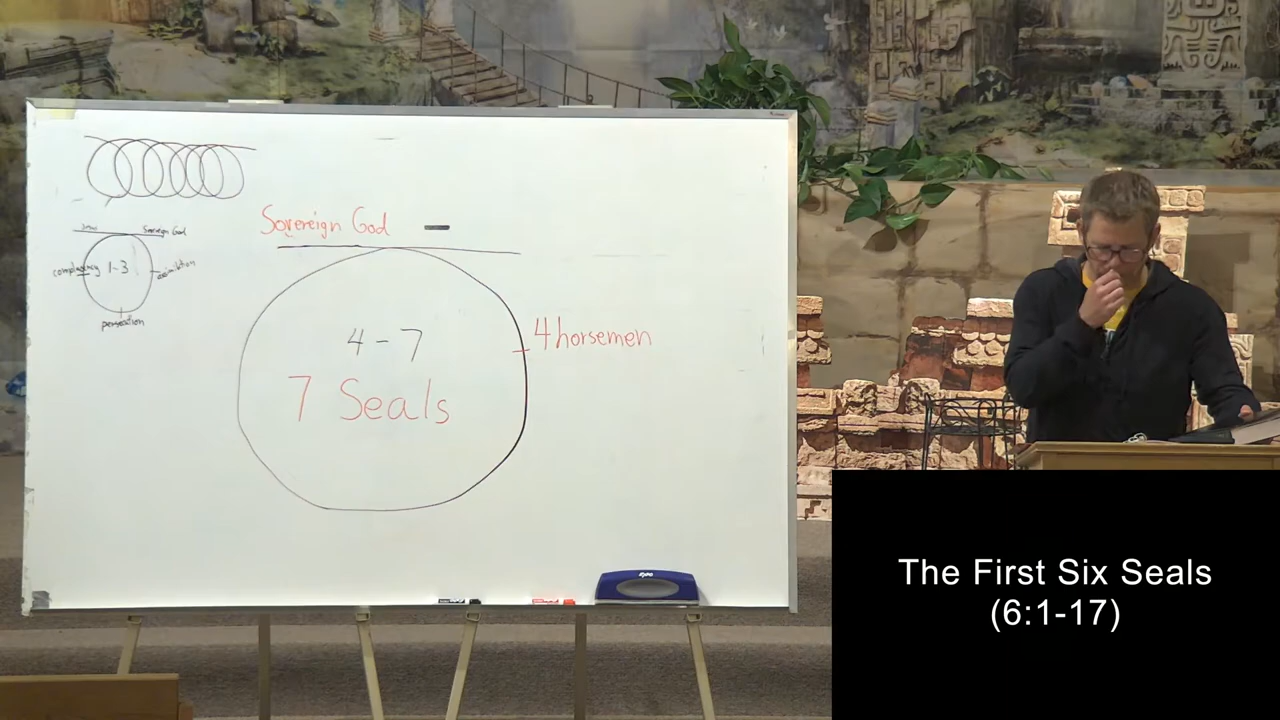 Sovereign God
Sovereign God
complacency 1-3 assimilation
persecution
4 horsemen
4-7
7 Seals
EXPO
The First Six Seals
(6:1-17)